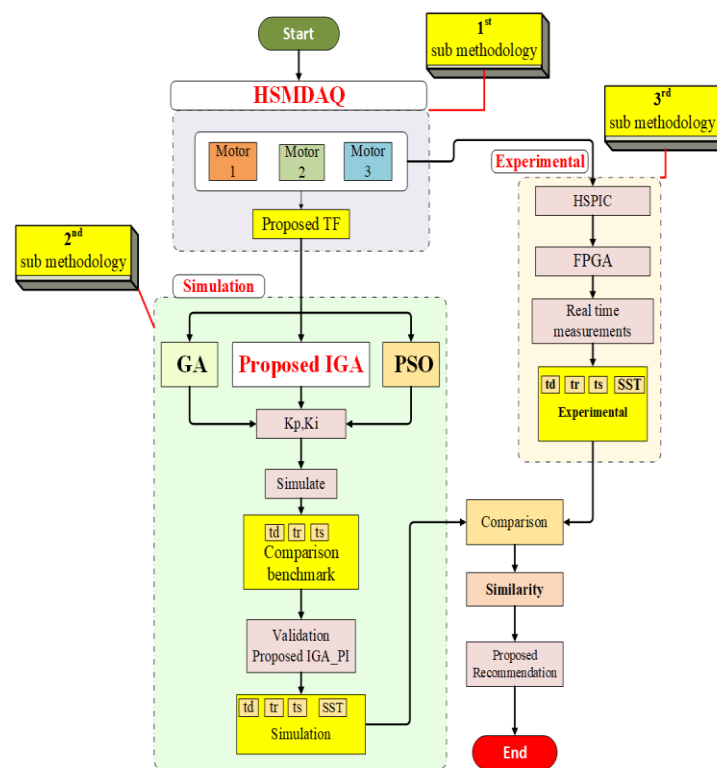 Start
1st
sub methodology
HSMDAQ
3rd
sub methodology
Motor
1
Motor
2
Motor
3
Experimental
HSPIC
Proposed TF
2nd
sub methodology
FPGA
Simulation
Real time
measurements
GA
Proposed IGA
PSO
td tr ts SST
Experimental
Kp,Ki
Simulate
td tr ts
Comparison
benchmark
Comparison
Similarity
Validation
Proposed IGA_PI
Proposed
Recommendation
td tr ts SST
Simulation
End